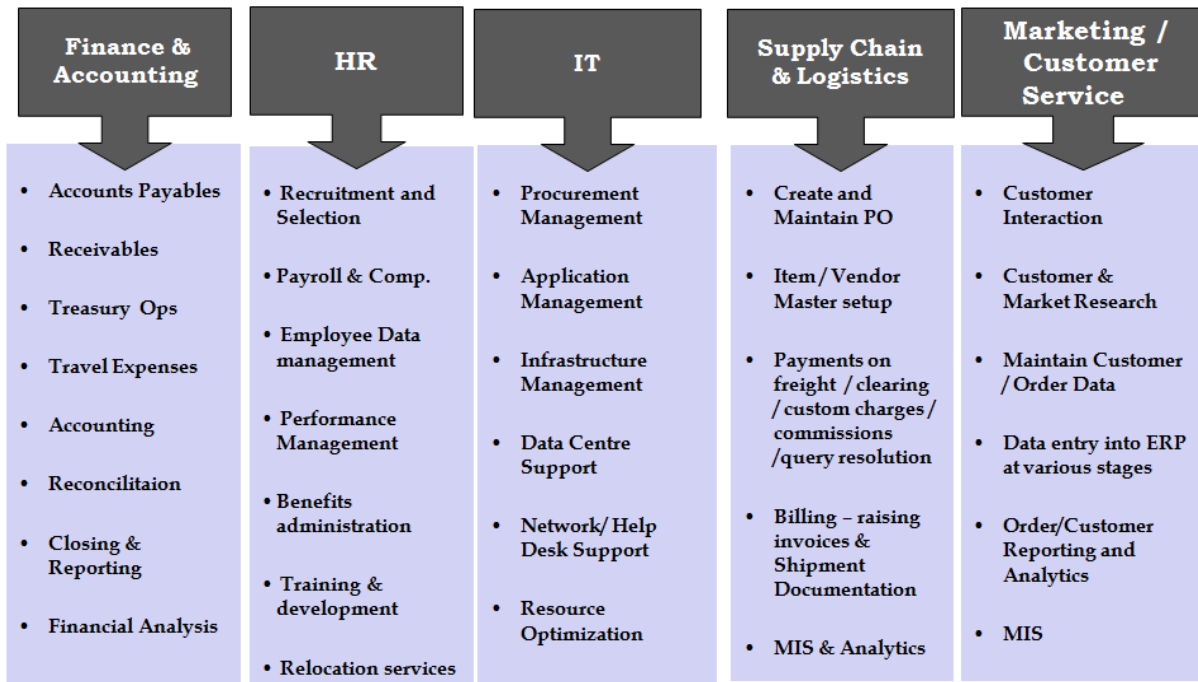 Finance &
Accounting
• Accounts Payables
• Receivables
• Treasury Ops
• Travel Expenses
• Accounting
• Reconcilitaion
• Closing &
Reporting
• Financial Analysis
HR
• Recruitment and
Selection
• Payroll & Comp.
• Employee Data
management
• Performance
Management
• Benefits
administration
• Training &
development
• Relocation services
IT
• Procurement
Management
• Application
Management
• Infrastructure
Management
• Data Centre
Support
• Network/ Help
Desk Support
• Resource
Optimization
Supply Chain
& Logistics
• Create and
Maintain PO
• Item / Vendor
Master setup
• Payments on
freight / clearing
/ custom charges /
commissions
/query resolution
• Billing – raising
invoices &
Shipment
Documentation
• MIS & Analytics
Marketing /
Customer
Service
• Customer
Interaction
• Customer &
Market Research
• Maintain Customer
/ Order Data
• Data entry into ERP
at various stages
• Order/Customer
Reporting and
Analytics
• MIS